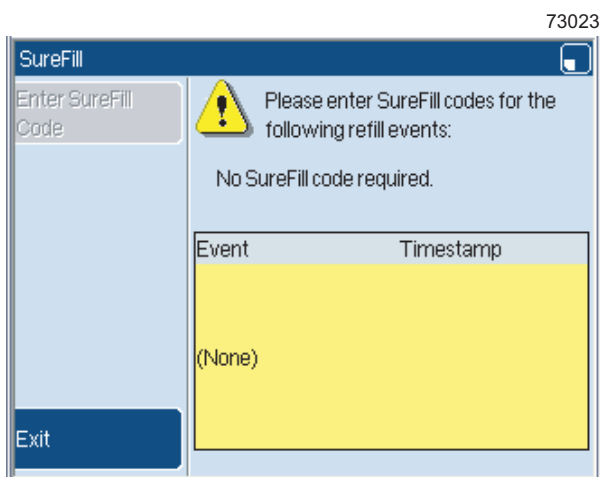 73023
SureFill
Enter SureFill
Code
Please enter SureFill codes for the
following refill events:
No SureFill code required.
Event Timestamp
(None)
Exit